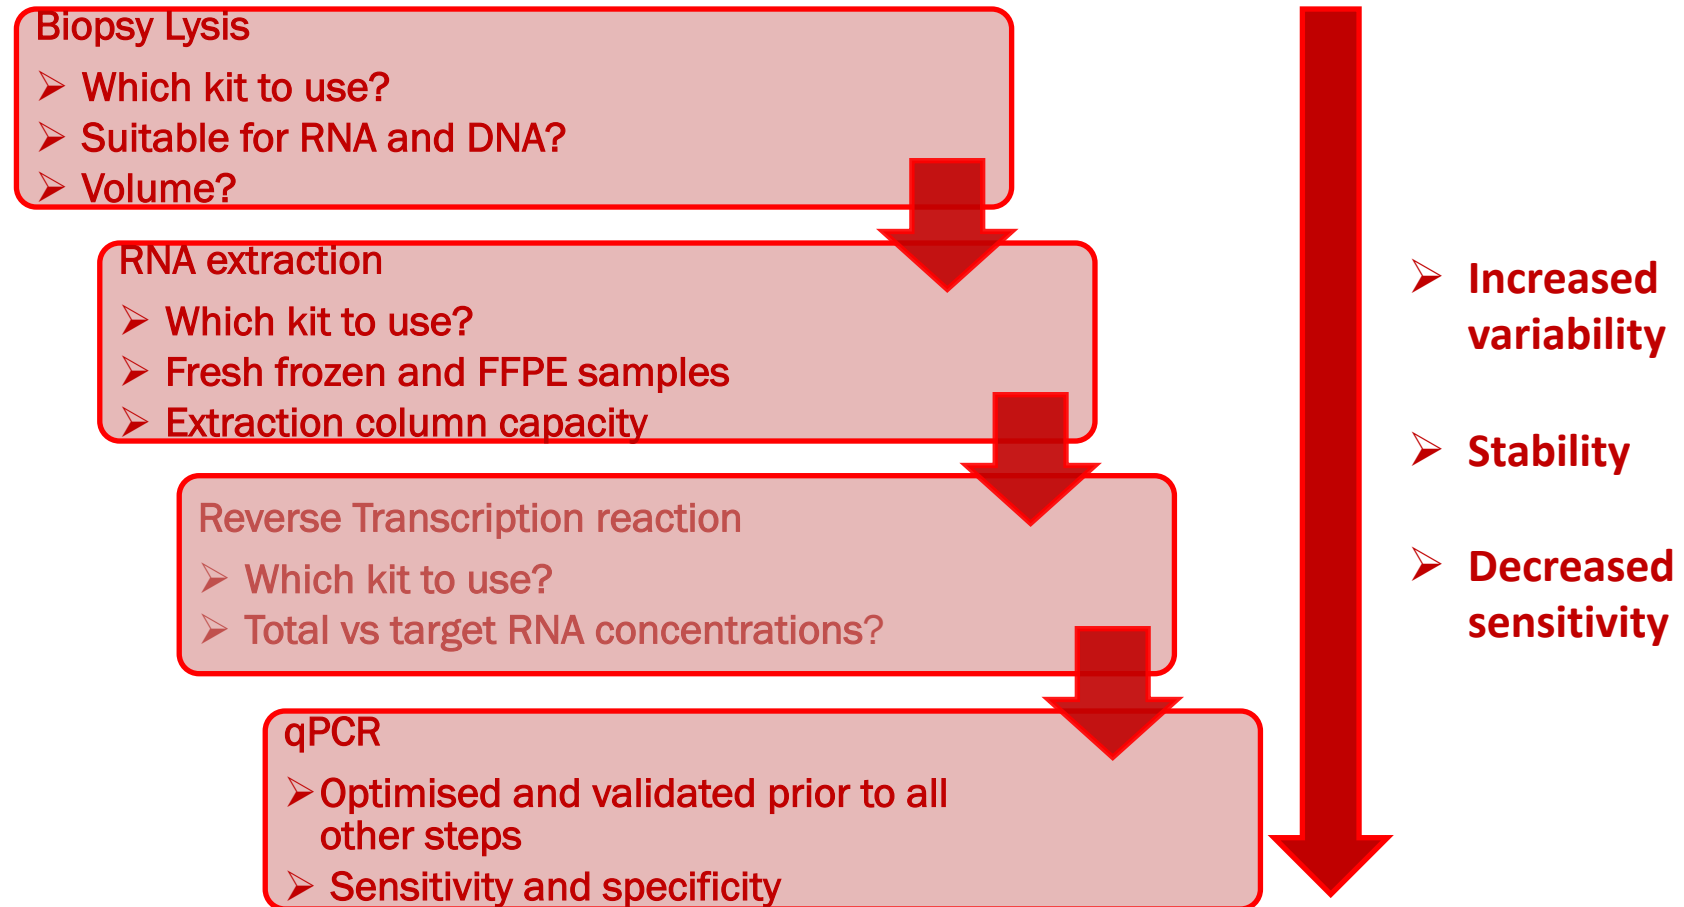 Biopsy Lysis
Which kit to use?
Suitable for RNA and DNA?
Volume?
RNA extraction
Which kit to use?
Fresh frozen and FFPE samples
Extraction column capacity
Reverse Transcription reaction
Which kit to use?
Total vs target RNA concentrations?
qPCR
Optimised and validated prior to all
other steps
Sensitivity and specificity
Increased
variability
Stability
Decreased
sensitivity